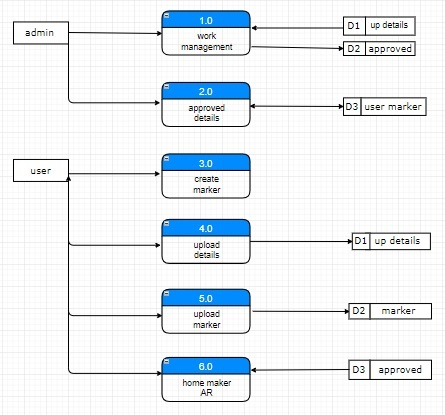 1.0
D1 up details
admin
work
management
D2 approved
2.0
approved
details
D3 user marker
3.0
user
create
marker
4.0
upload
details
D1 up details
5.0
upload
marker
D2 marker
6.0
home maker
AR
D3 approved